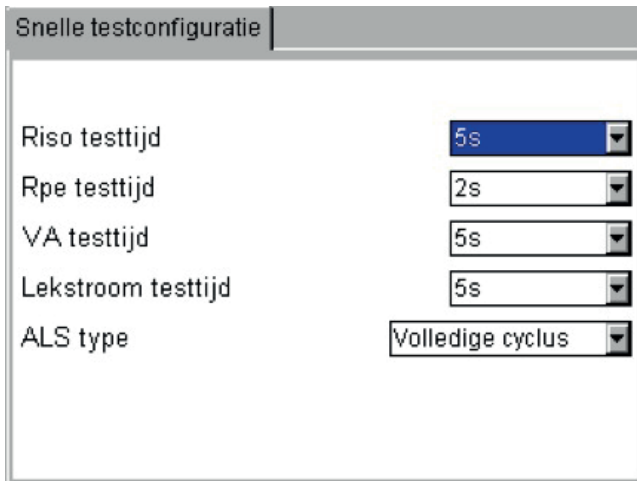 Snelle testconfiguratie
Riso testtijd 5s
Rpe testtijd 2s
VA testtijd 5s
Lekstroom testtijd 5s
ALS type Volledige cyclus